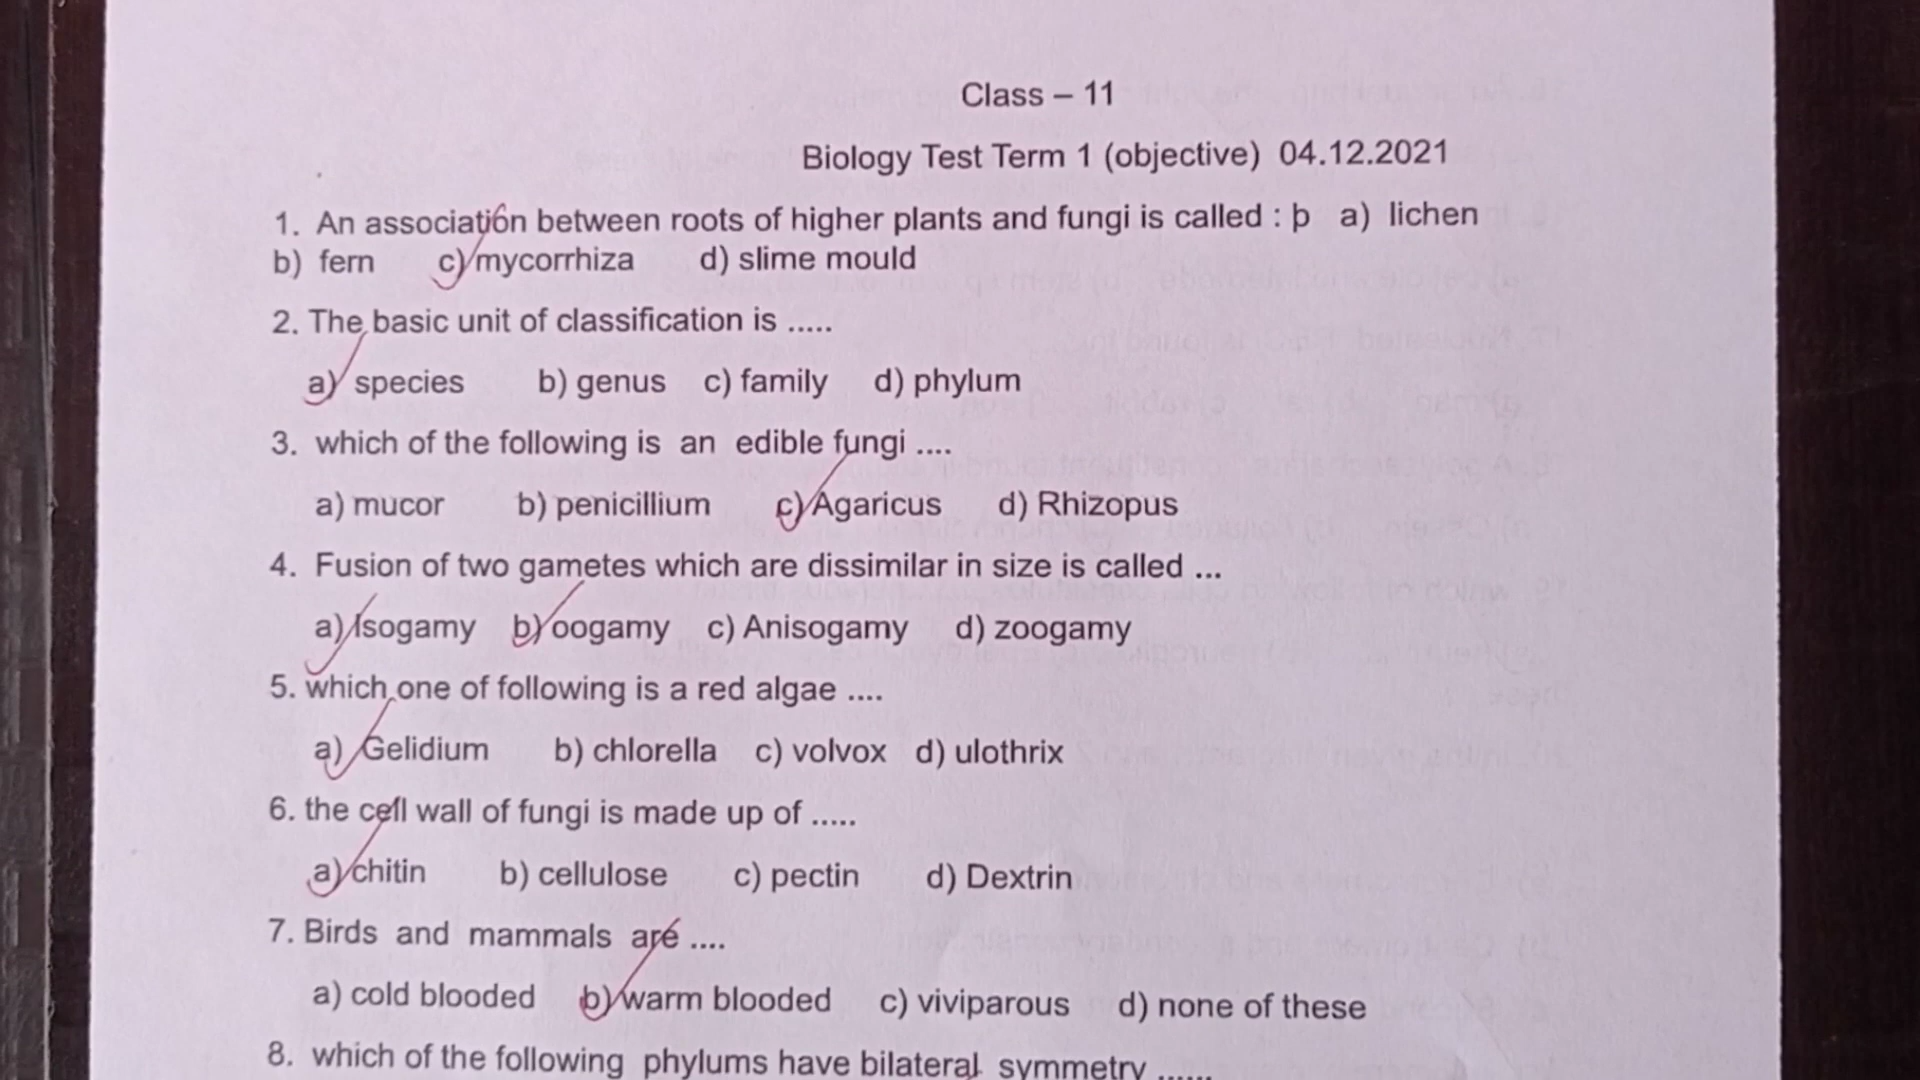 Class – 11
Biology Test Term 1 (objective) 04.12.2021
1. An association between roots of higher plants and fungi is called : þ a) lichen
b) fern c) mycorrhiza d) slime mould
2. The basic unit of classification is .....
a) species b) genus c) family d) phylum
3. which of the following is an edible fungi ....
a) mucor b) penicillium c) Agaricus d) Rhizopus
4. Fusion of two gametes which are dissimilar in size is called ...
a) Isogamy b) oogamy c) Anisogamy d) zoogamy
5. which one of following is a red algae ....
a) Gelidium b) chlorella c) volvox d) ulothrix
6. the cell wall of fungi is made up of .....
a) chitin b) cellulose c) pectin d) Dextrin
7. Birds and mammals are ....
a) cold blooded b) warm blooded c) viviparous d) none of these
8. which of the following phylums have bilateral symmetry ......